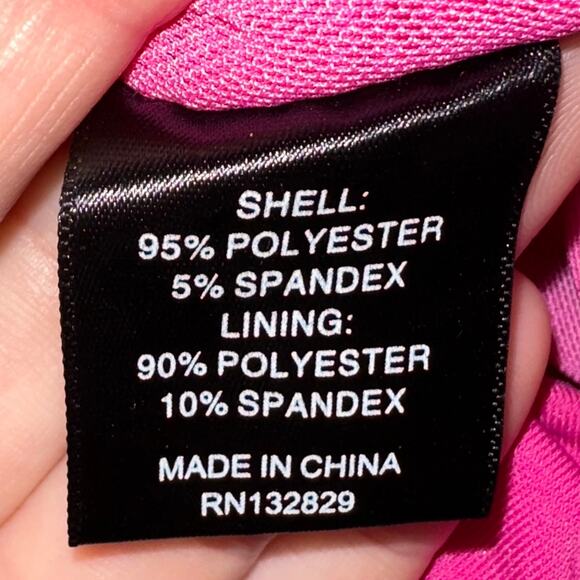 SHELL:
95% POLYESTER
5% SPANDEX
LINING:
90% POLYESTER
10% SPANDEX
MADE IN CHINA
RN132829